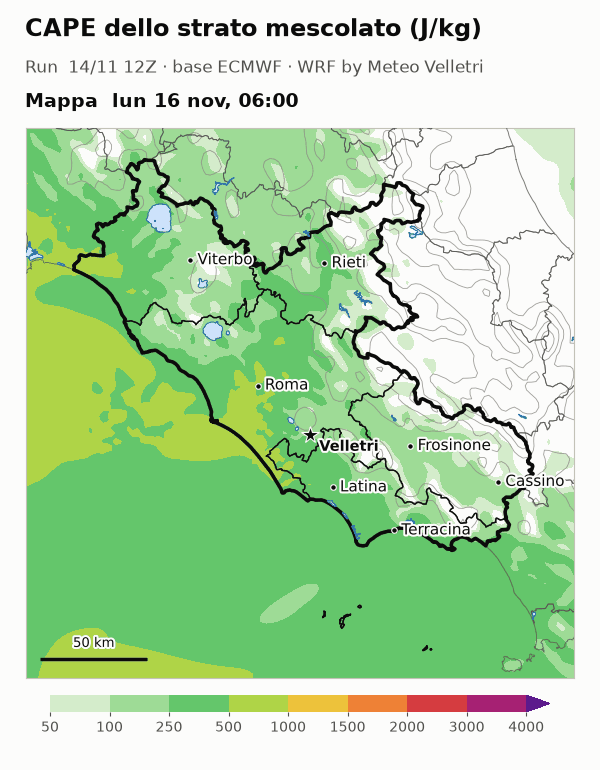 CAPE dello strato mescolato (J/kg)
Run  14/11 12Z · base ECMWF · WRF by Meteo Velletri
Mappa  lun 16 nov, 06:00
Viterbo
Rieti
Roma
Velletri
Frosinone
Cassino
Latina
Terracina
50 km
50 100 250 500 1000 1500 2000 3000 4000